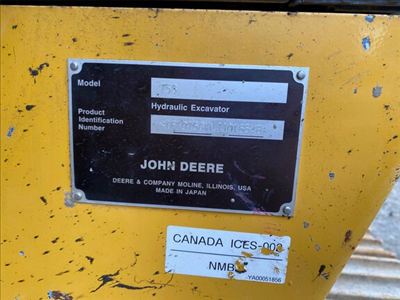 Model
Hydraulic Excavator
Product
Identification
Number
JOHN DEERE
DEERE & COMPANY MOLINE, ILLINOIS, USA
MADE IN JAPAN
CANADA ICES-002
YA00051856